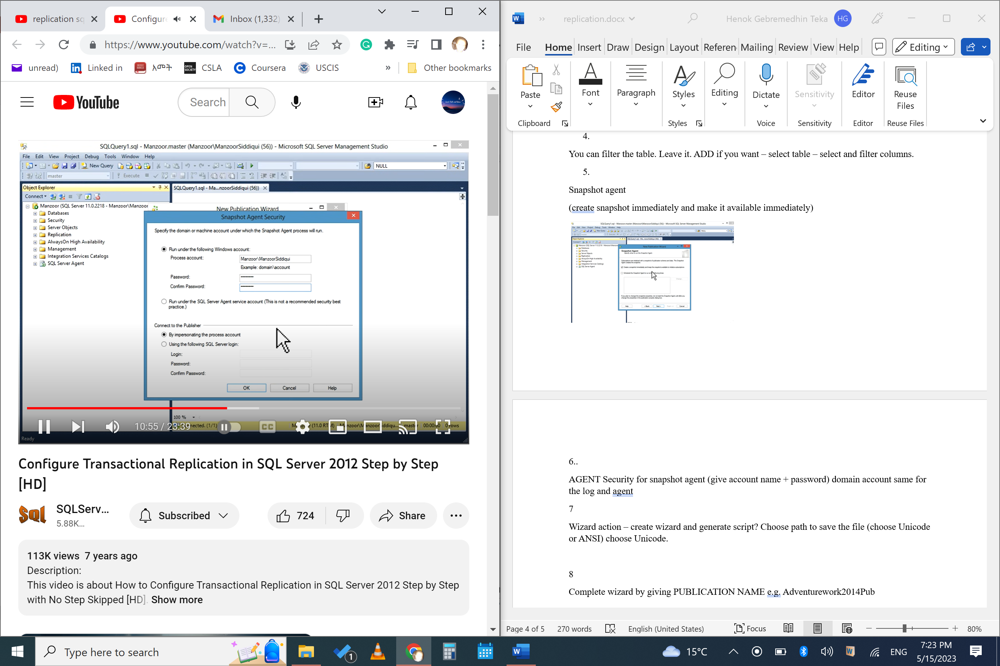 replication sq
Configure
Inbox (1,332)
https://www.youtube.com/watch?v=...
unread)
Linked in
አሞት
OPEN SOCIETY
CSLA
Coursera
USCIS
»
Other bookmarks
YouTube
Search
SQLQuery1.sql - Manzoor.master (Manzoor\ManzoorSiddiqui (56)) - Microsoft SQL Server Management Studio
File Edit View Project Debug Tools Window Help
New Query
NULL
master
Execute
Object Explorer
SQLQuery1.sql - Ma...nzoorSiddiqui (56))
Connect
Manzoor (SQL Server 11.0.2218 - Manzoor\Manzoor
Databases
Security
Server Objects
Replication
AlwaysOn High Availability
Management
Integration Services Catalogs
SQL Server Agent
New Publication Wizard
Snapshot Agent Security
Specify the domain or machine account under which the Snapshot Agent process will run.
Run under the following Windows account:
Process account:
Manzoor\ManzoorSiddiqui
Example: domain\account
Password:
Confirm Password:
Run under the SQL Server Agent service account (This is not a recommended security best
practice.)
Connect to the Publisher
By impersonating the process account
Using the following SQL Server login:
Login:
Password:
Confirm Password:
OK
Cancel
Help
100 %
10:55 / 23:39
CC
master
00:00:00
0 rows
Ready
Configure Transactional Replication in SQL Server 2012 Step by Step
[HD]
Sql
SQLServ...
5.88K...
Subscribed
724
Share
113K views 7 years ago
Description:
This video is about How to Configure Transactional Replication in SQL Server 2012 Step by Step
with No Step Skipped [HD]. Show more
replication.docx
Henok Gebremedhin Teka
HG
File Home Insert Draw Design Layout Referen Mailing Review View Help
Editing
Paste
Font
Paragraph
Styles
Editing
Dictate
Sensitivity
Editor
Reuse
Files
Clipboard
Styles
Voice
Sensitivity
Editor
Reuse Files
4.
You can filter the table. Leave it. ADD if you want – select table – select and filter columns.
5.
Snapshot agent
(create snapshot immediately and make it available immediately)
6..
AGENT Security for snapshot agent (give account name + password) domain account same for
the log and agent
7
Wizard action – create wizard and generate script? Choose path to save the file (choose Unicode
or ANSI) choose Unicode.
8
Complete wizard by giving PUBLICATION NAME e.g. Adventurework2014Pub
Page 4 of 5
270 words
English (United States)
Focus
80%
Type here to search
1
15°C
ENG
7:23 PM
5/15/2023